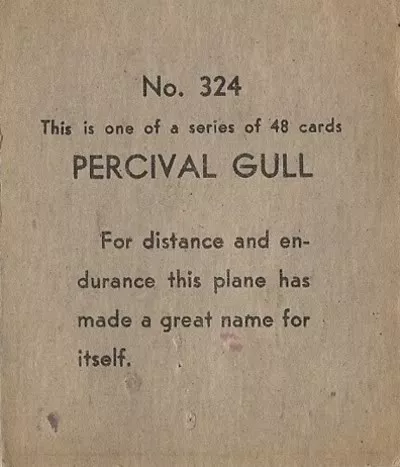 No. 324
This is one of a series of 48 cards
PERCIVAL GULL
For distance and en-
durance this plane has
made a great name for
itself.